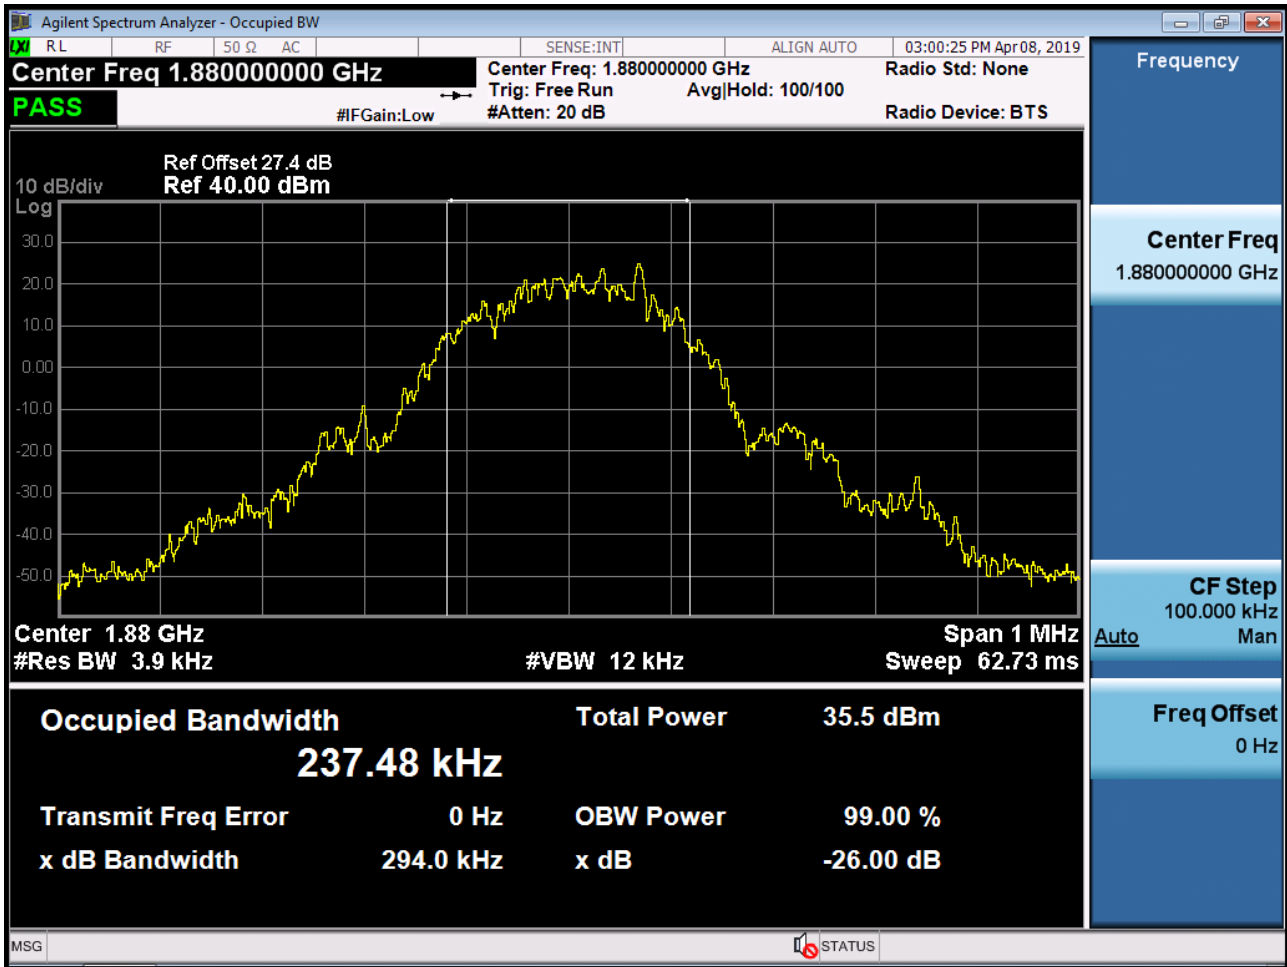 Agilent Spectrum Analyzer - Occupied BW
LXI RL RF 50 Ω AC SENSE:INT ALIGN AUTO 03:00:25 PM Apr 08, 2019
Center Freq 1.880000000 GHz
PASS
#IFGain:Low
Center Freq: 1.880000000 GHz
Trig: Free Run Avg|Hold: 100/100
#Atten: 20 dB
Radio Std: None
Radio Device: BTS
Frequency
Ref Offset 27.4 dB
10 dB/div Ref 40.00 dBm
Log
30.0
20.0
10.0
0.00
-10.0
-20.0
-30.0
-40.0
-50.0
Center 1.88 GHz Span 1 MHz
#Res BW 3.9 kHz #VBW 12 kHz Sweep 62.73 ms
Center Freq
1.880000000 GHz
CF Step
100.000 kHz
Auto Man
Freq Offset
0 Hz
Occupied Bandwidth Total Power 35.5 dBm
237.48 kHz
Transmit Freq Error 0 Hz OBW Power 99.00 %
x dB Bandwidth 294.0 kHz x dB -26.00 dB
MSG STATUS